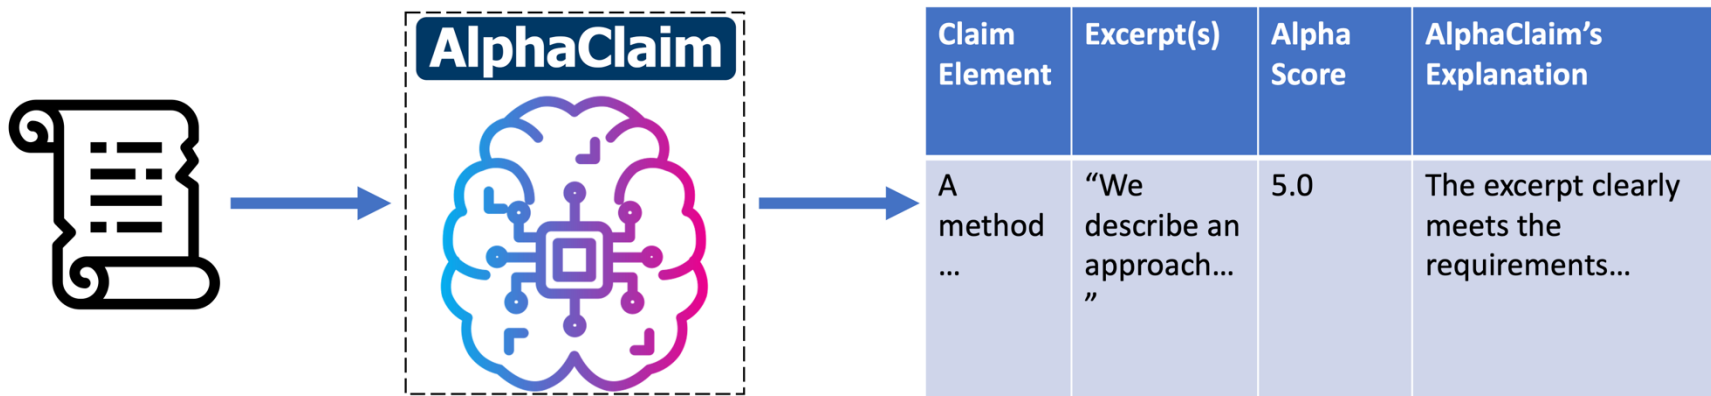 AlphaClaim
Claim
Element
Excerpt(s)
Alpha
Score
AlphaClaim’s
Explanation
A
method
...
“We
describe an
approach...
”
5.0
The excerpt clearly
meets the
requirements...